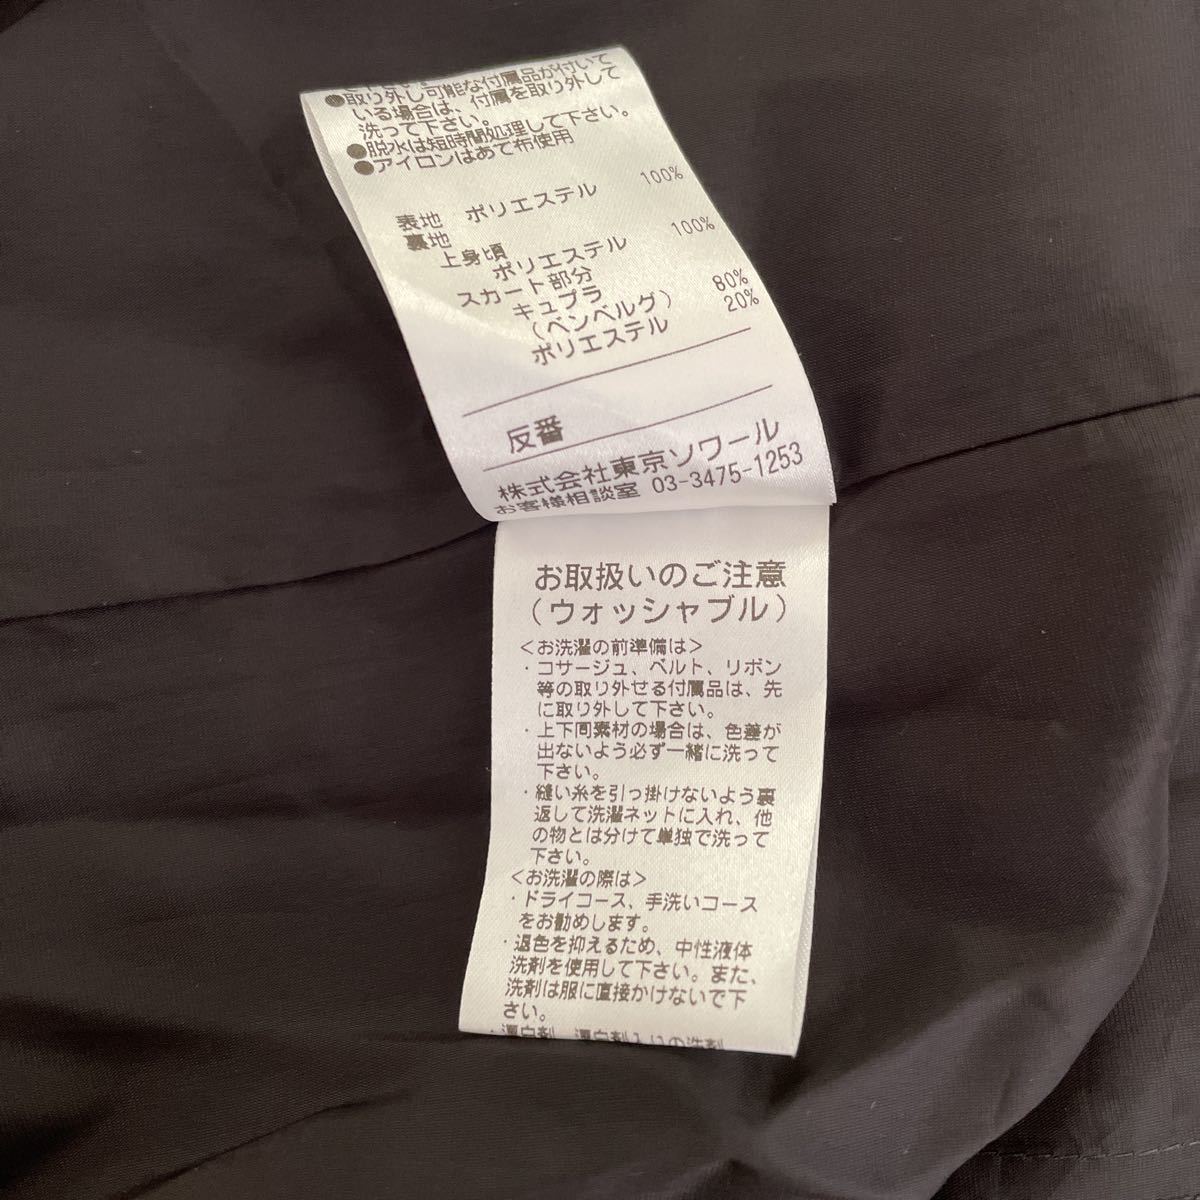 ●取り外し可能な付属品が付いて
いる場合は、付属を取り外して
洗って下さい。
●脱水は短時間処理して下さい。
●アイロンはあて布使用
表地 ポリエステル 100%
裏地
上身頃
ポリエステル 100%
スカート部分
キュプラ 80%
(ベンベルグ)
ポリエステル 20%
反番
株式会社東京ソワール
お客様相談室 03-3475-1253
お取扱いのご注意
(ウォッシャブル)
<お洗濯の前準備は>
・コサージュ、ベルト、リボン
等の取り外せる付属品は、先
に取り外して下さい。
・上下同素材の場合は、色差が
出ないよう必ず一緒に洗って
下さい。
・縫い糸を引っ掛けないよう裏
返して洗濯ネットに入れ、他
の物とは分けて単独で洗って
下さい。
<お洗濯の際は>
・ドライコース、手洗いコース
をお勧めします。
・退色を抑えるため、中性液体
洗剤を使用して下さい。また、
洗剤は服に直接かけないで下
さい。
・漂白剤、漂白剤入りの洗剤